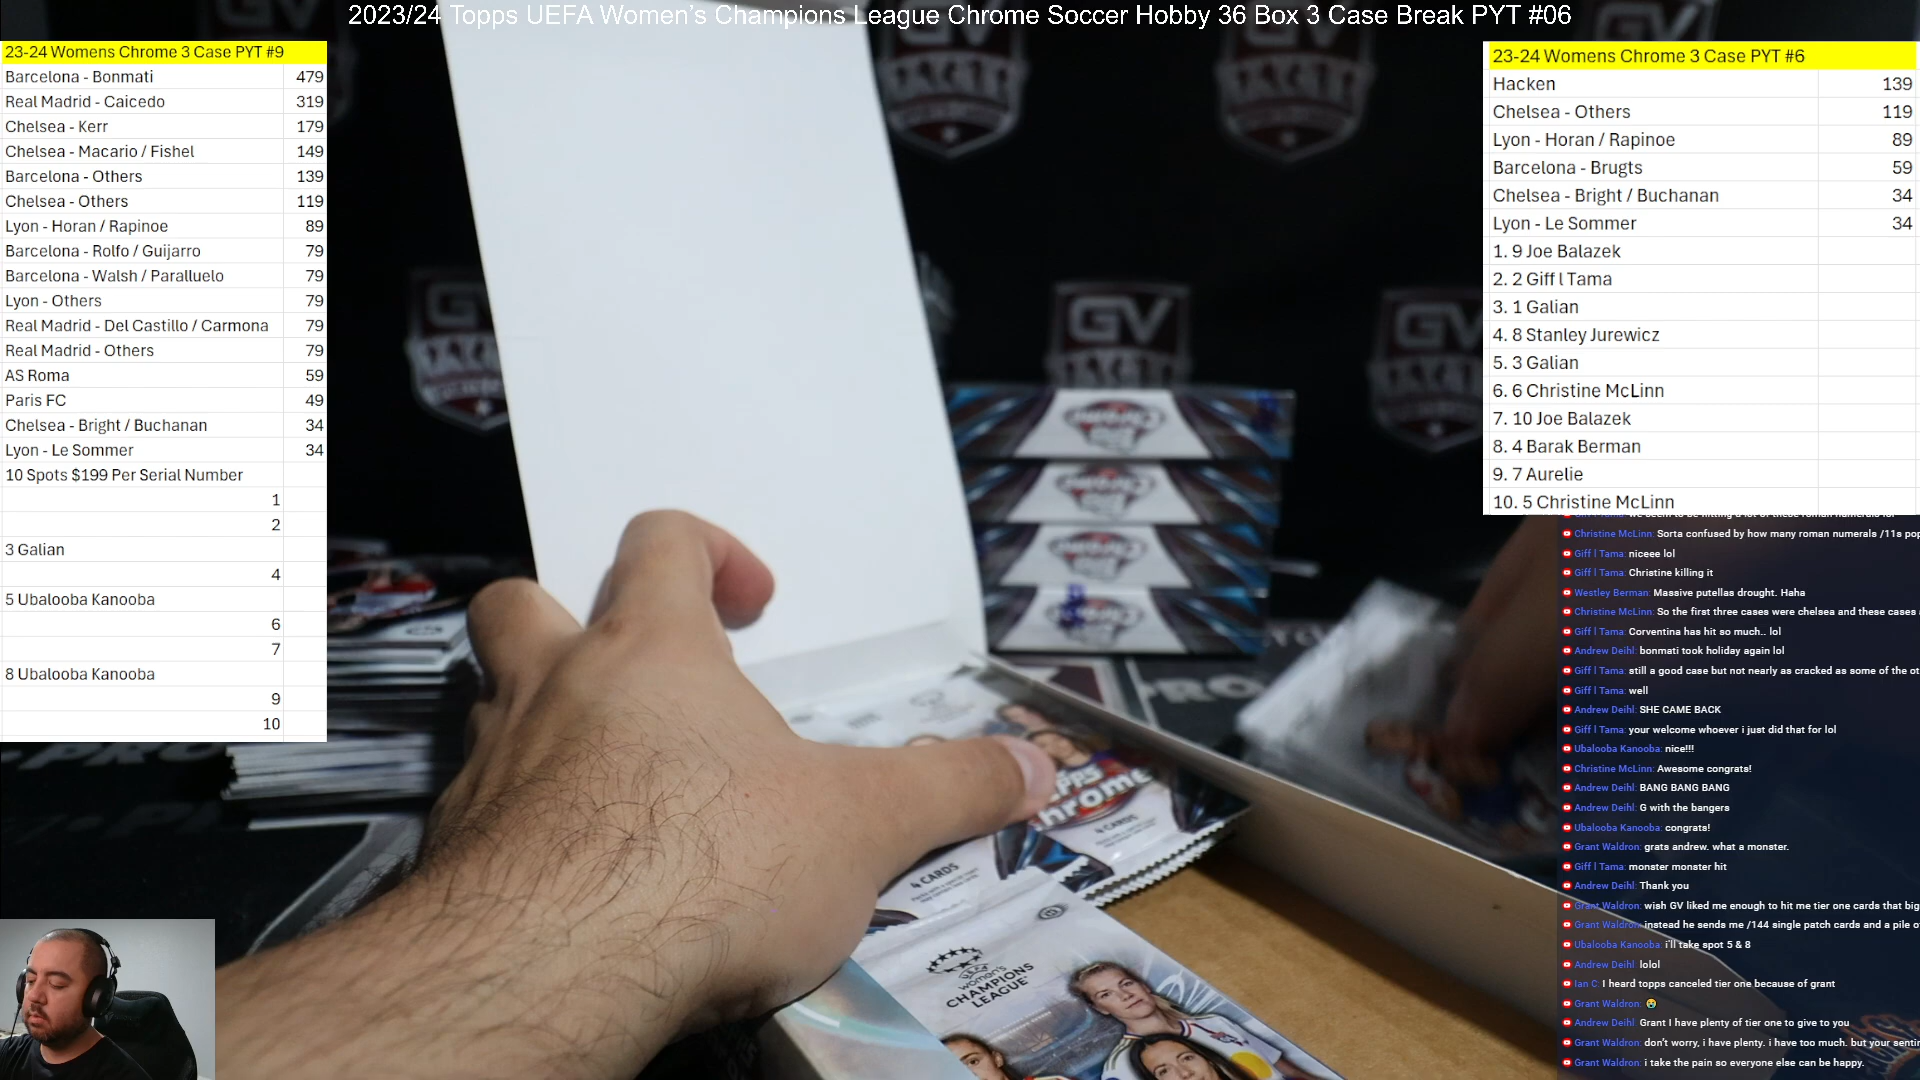 2023/24 Topps UEFA Women's Champions League Chrome Soccer Hobby 36 Box 3 Case Break PYT #06
23-24 Womens Chrome 3 Case PYT #9
Barcelona - Bonmati 479
Real Madrid - Caicedo 319
Chelsea - Kerr 179
Chelsea - Macario / Fishel 149
Barcelona - Others 139
Chelsea - Others 119
Lyon - Horan / Rapinoe 89
Barcelona - Rolfo / Guijarro 79
Barcelona - Walsh / Paralluelo 79
Lyon - Others 79
Real Madrid - Del Castillo / Carmona 79
Real Madrid - Others 79
AS Roma 59
Paris FC 49
Chelsea - Bright / Buchanan 34
Lyon - Le Sommer 34
10 Spots $199 Per Serial Number
1
2
3 Galian
4
5 Ubalooba Kanooba
6
7
8 Ubalooba Kanooba
9
10
23-24 Womens Chrome 3 Case PYT #6
Hacken 139
Chelsea - Others 119
Lyon - Horan / Rapinoe 89
Barcelona - Brugts 59
Chelsea - Bright / Buchanan 34
Lyon - Le Sommer 34
1. 9 Joe Balazek
2. 2 Giff l Tama
3. 1 Galian
4. 8 Stanley Jurewicz
5. 3 Galian
6. 6 Christine McLinn
7. 10 Joe Balazek
8. 4 Barak Berman
9. 7 Aurelie
10. 5 Christine McLinn
Christine McLinn: Sorta confused by how many roman numerals /11s pop
Giff l Tama: niceee lol
Giff l Tama: Christine killing it
Westley Berman: Massive putellas drought. Haha
Christine McLinn: So the first three cases were chelsea and these cases
Giff l Tama: Corventina has hit so much.. lol
Andrew Deihl: bonmati took holiday again lol
Giff l Tama: still a good case but not nearly as cracked as some of the ot
Giff l Tama: well
Andrew Deihl: SHE CAME BACK
Giff l Tama: your welcome whoever i just did that for lol
Ubalooba Kanooba: nice!!!
Christine McLinn: Awesome congrats!
Andrew Deihl: BANG BANG BANG
Andrew Deihl: G with the bangers
Ubalooba Kanooba: congrats!
Grant Waldron: grats andrew. what a monster.
Giff l Tama: monster monster hit
Andrew Deihl: Thank you
Grant Waldron: wish GV liked me enough to hit me tier one cards that big
Grant Waldron: instead he sends me /144 single patch cards and a pile o
Ubalooba Kanooba: i'll take spot 5 & 8
Andrew Deihl: lolol
Ian C: I heard topps canceled tier one because of grant
Grant Waldron: 😭
Andrew Deihl: Grant I have plenty of tier one to give to you
Grant Waldron: don't worry, i have plenty. i have too much. but your sentin
Grant Waldron: i take the pain so everyone else can be happy.
GV
chrome
4 CARDS
4 CARDS
UEFA
Women's
CHAMPIONS
LEAGUE